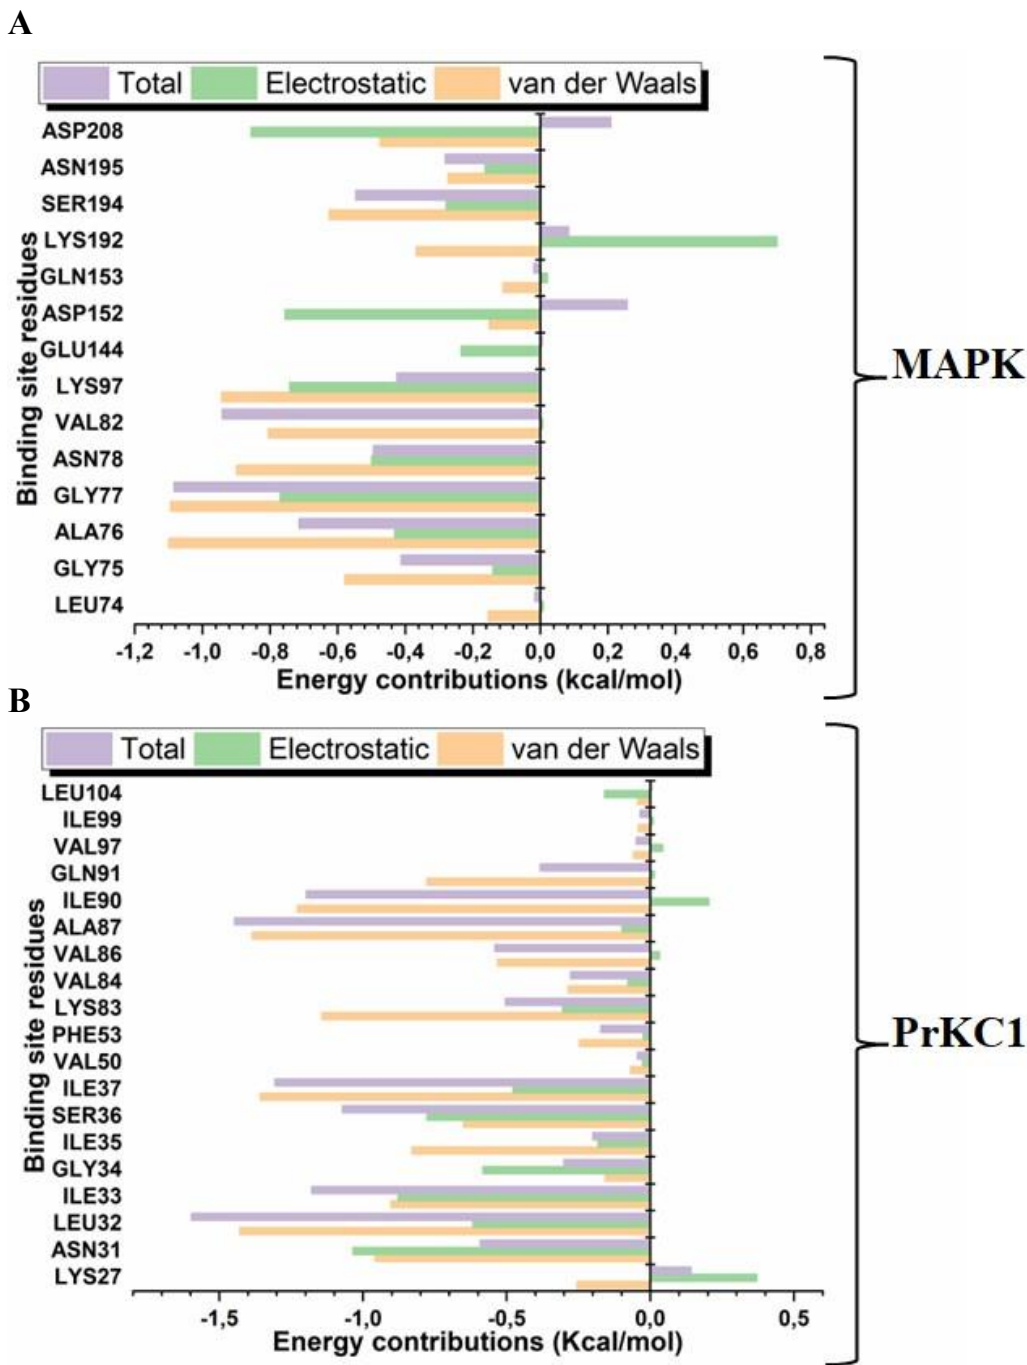 A
Total Electrostatic van der Waals
Binding site residues
ASP208
ASN195
SER194
LYS192
GLN153
ASP152
GLU144
LYS97
VAL82
ASN78
GLY77
ALA76
GLY75
LEU74
-1,2 -1,0 -0,8 -0,6 -0,4 -0,2 0,0 0,2 0,4 0,6 0,8
Energy contributions (kcal/mol)
MAPK
B
Total Electrostatic van der Waals
Binding site residues
LEU104
ILE99
VAL97
GLN91
ILE90
ALA87
VAL86
VAL84
LYS83
PHE53
VAL50
ILE37
SER36
ILE35
GLY34
ILE33
LEU32
ASN31
LYS27
-1,5 -1,0 -0,5 0,0 0,5
Energy contributions (Kcal/mol)
PrKC1